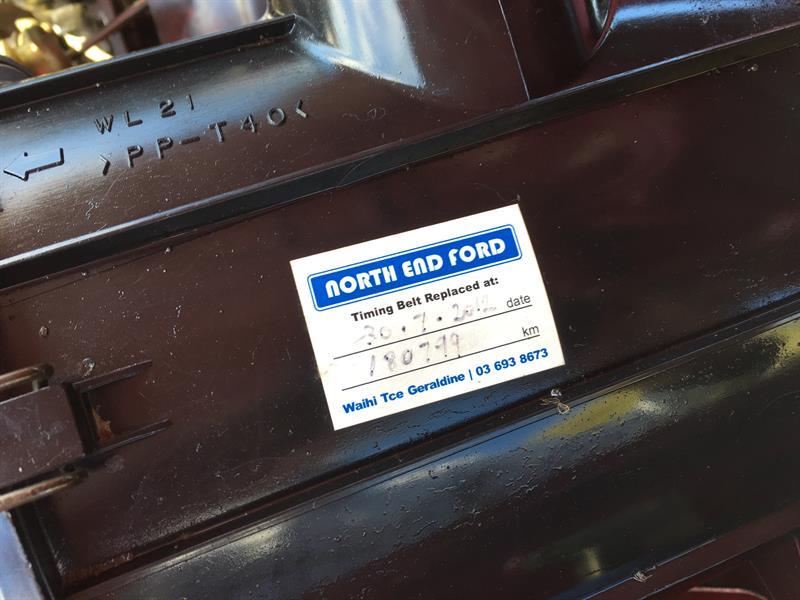 WL21
>PP-T40<
NORTH END FORD
Timing Belt Replaced at:
30.7.2012 date
180799 km
Waihi Tce Geraldine | 03 693 8673